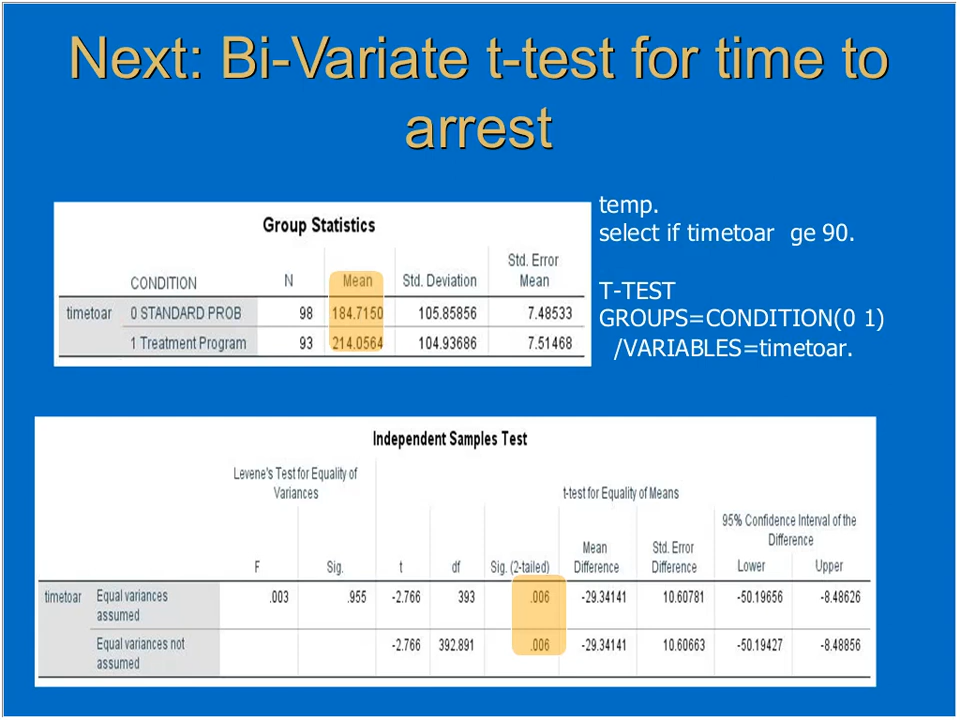 Next: Bi-Variate t-test for time to
arrest
temp.
select if timetoar ge 90.
T-TEST
GROUPS=CONDITION(0 1)
/VARIABLES=timetoar.
Group Statistics
CONDITION N Mean Std. Deviation Std. Error Mean
timetoar 0 STANDARD PROB 98 184.7150 105.85856 7.48533
1 Treatment Program 93 214.0564 104.93686 7.51468
Independent Samples Test
Levene's Test for Equality of Variances
t-test for Equality of Means
95% Confidence Interval of the Difference
F Sig. t df Sig. (2-tailed) Mean Difference Std. Error Difference Lower Upper
timetoar Equal variances assumed .003 .955 -2.766 393 .006 -29.34141 10.60781 -50.19656 -8.48626
Equal variances not assumed -2.766 392.891 .006 -29.34141 10.60663 -50.19427 -8.48856